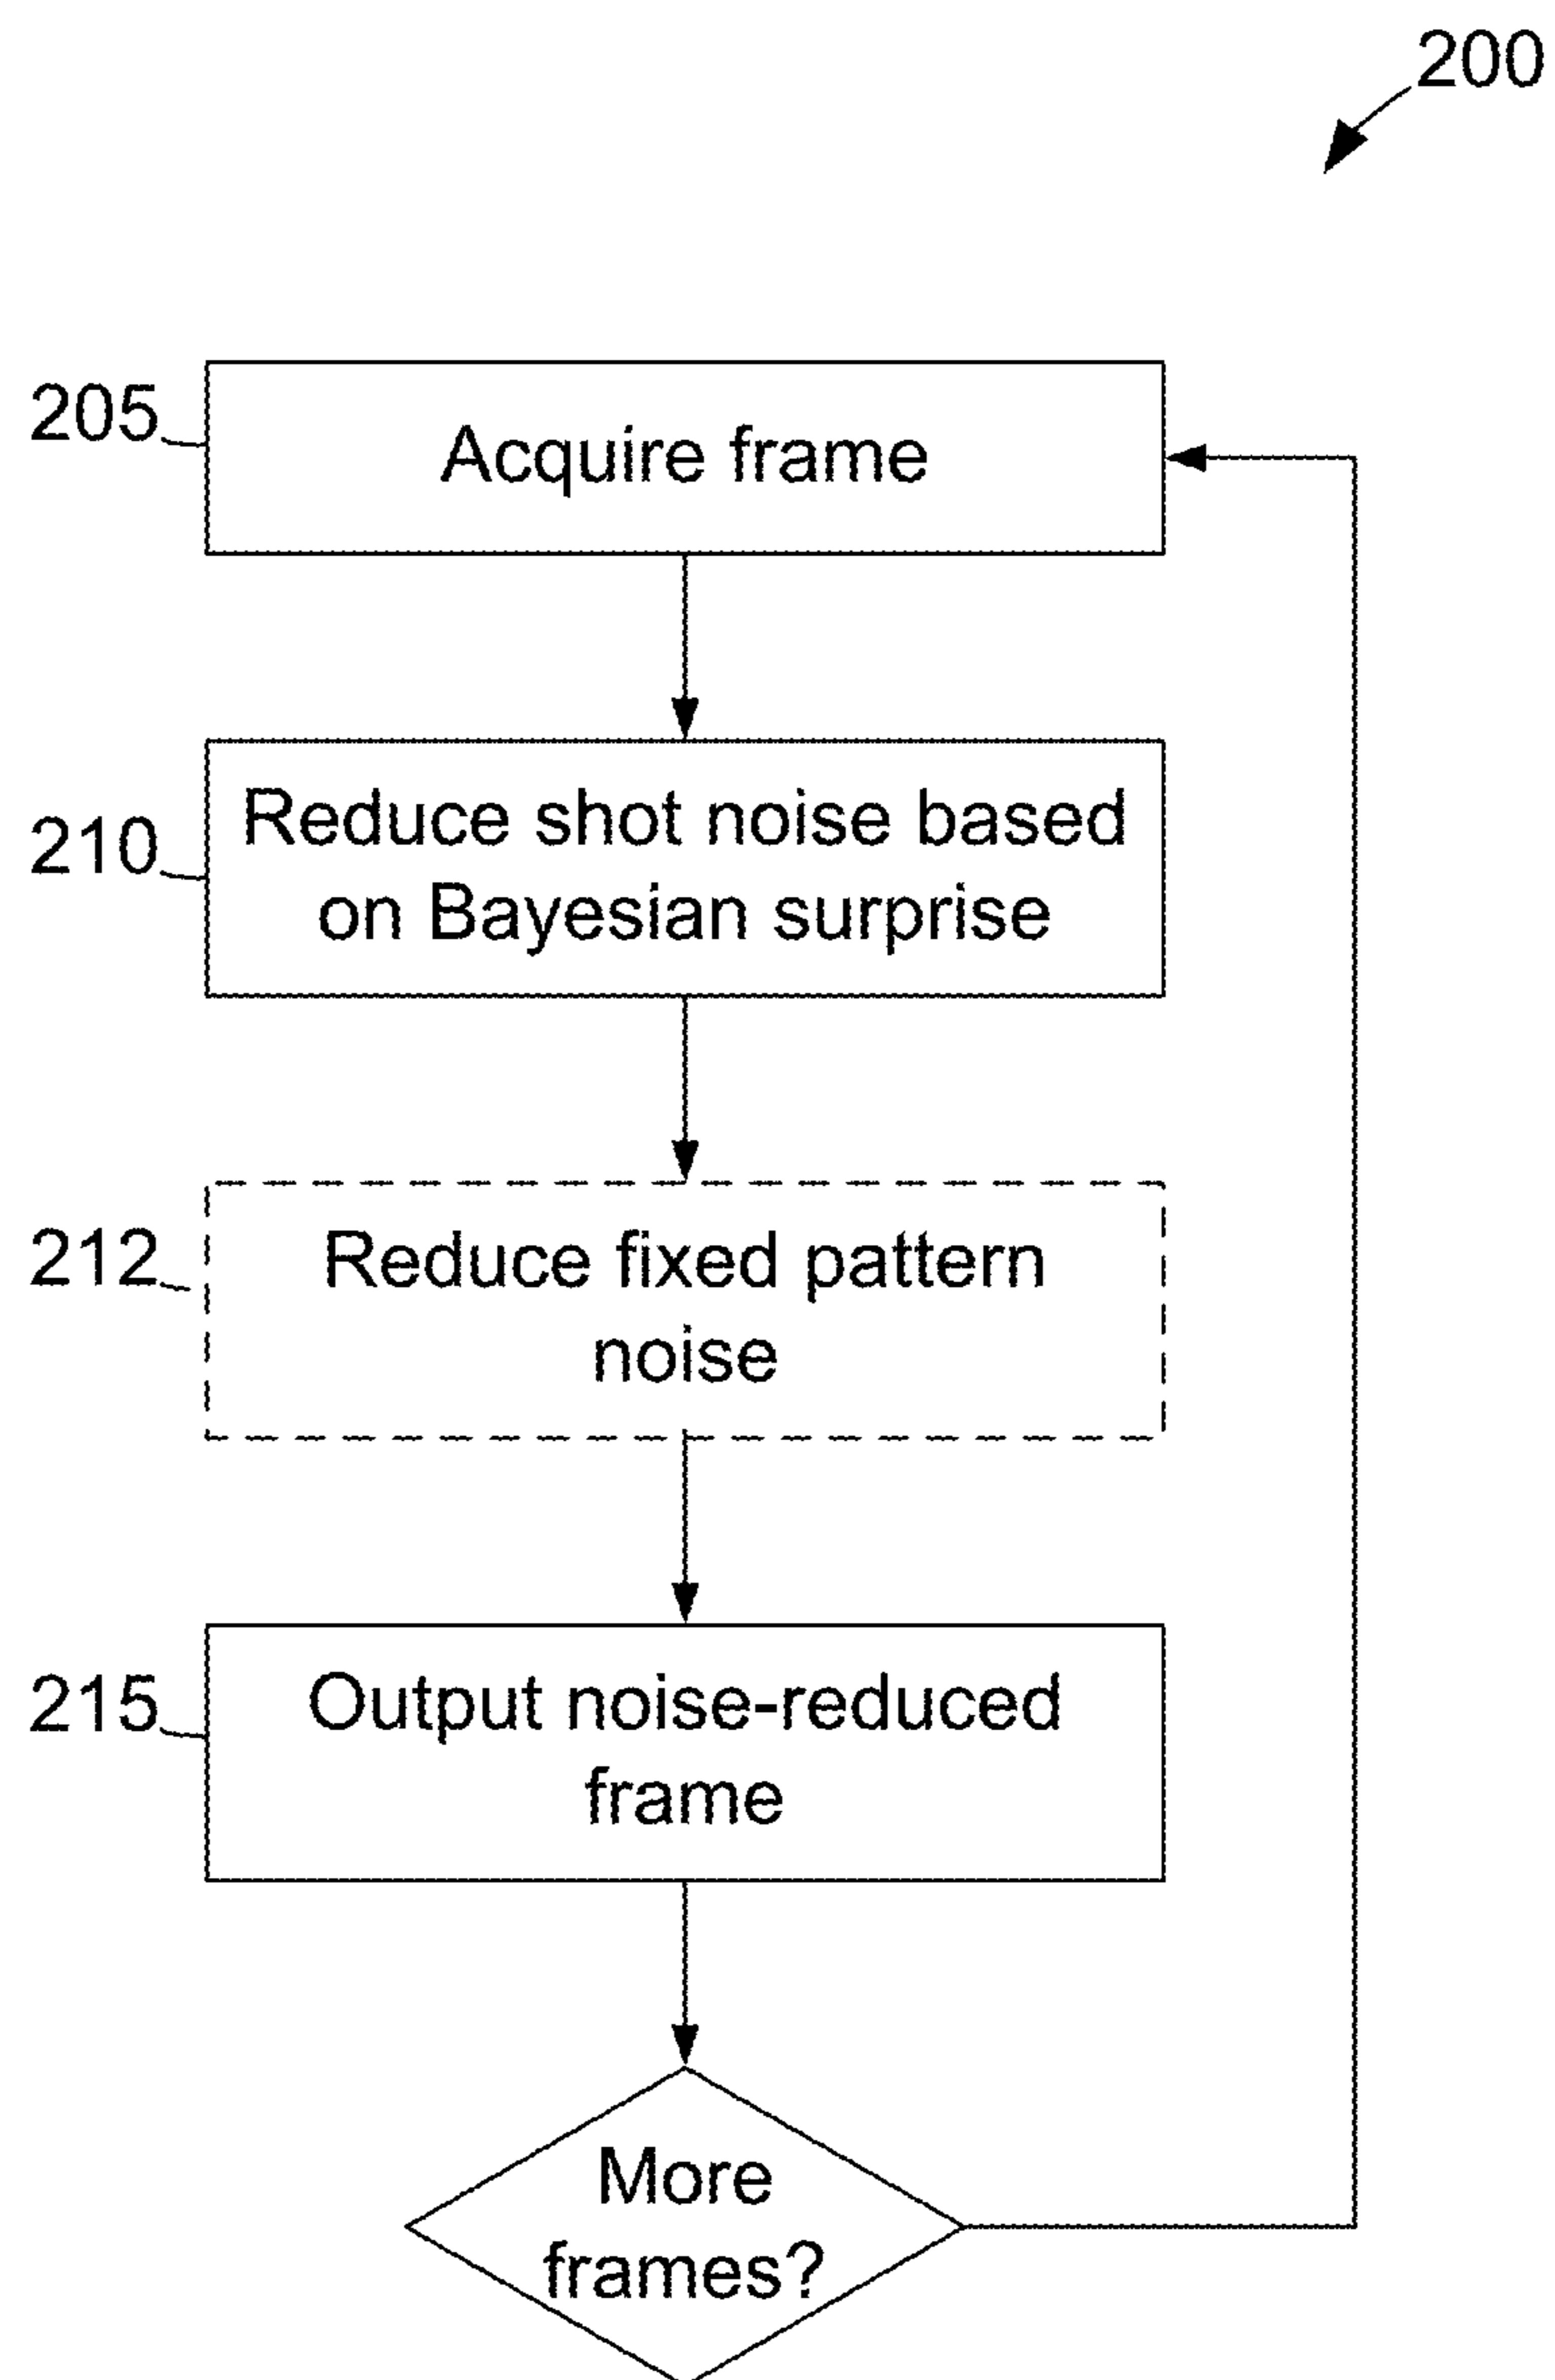 200
205
Acquire frame
210
Reduce shot noise based
on Bayesian surprise
212
Reduce fixed pattern
noise
215
Output noise-reduced
frame
More
frames?